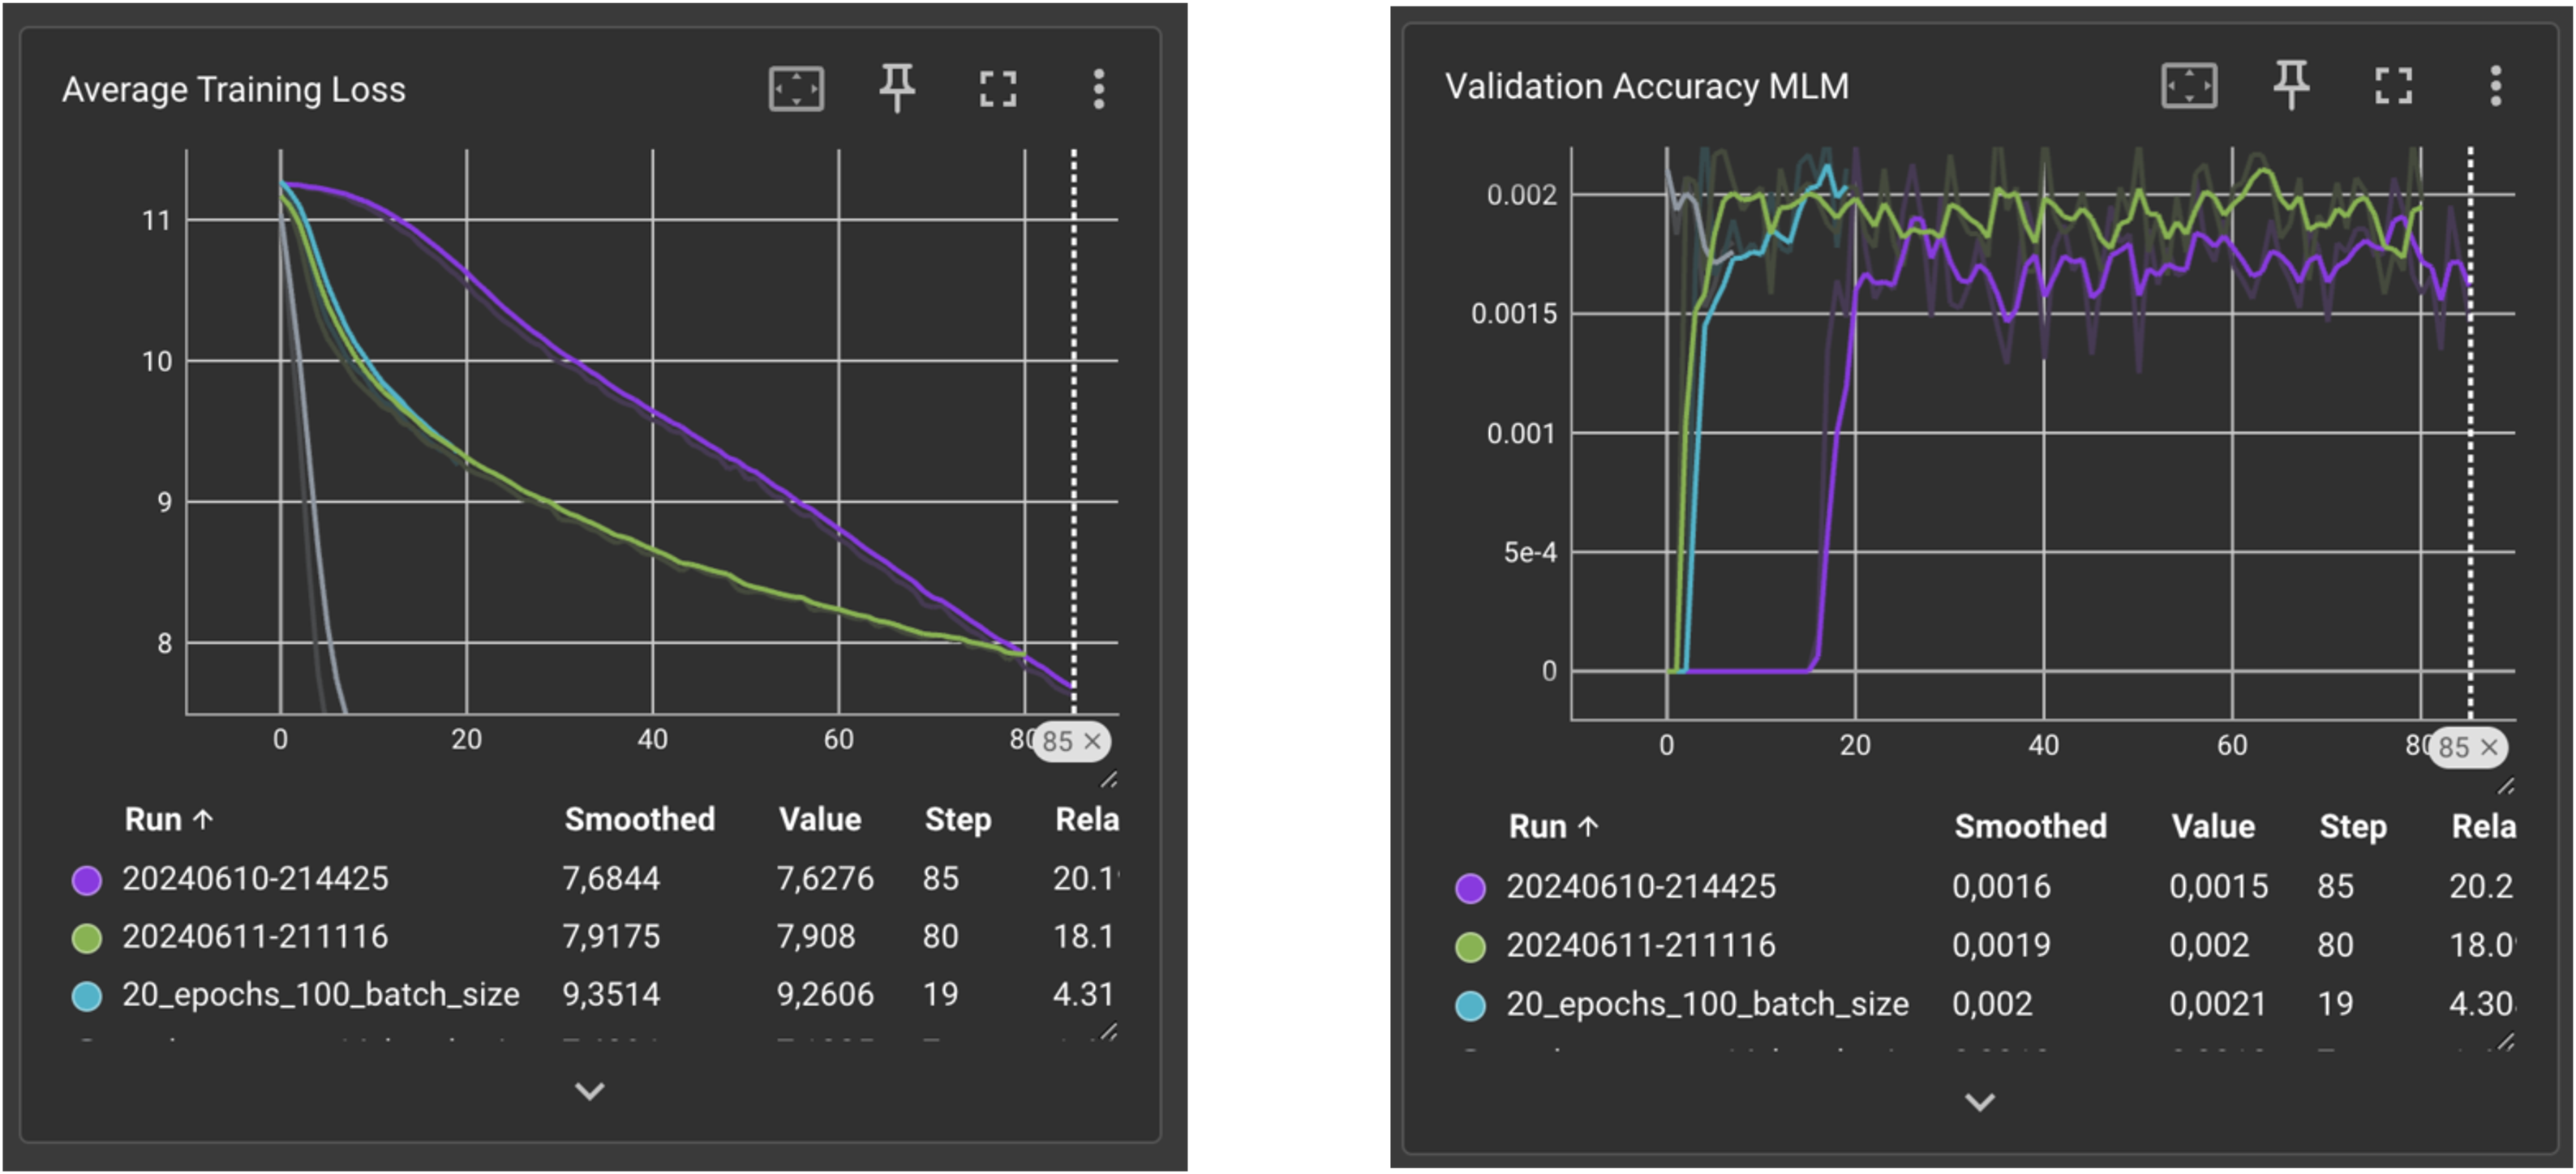 Average Training Loss
11
10
9
8
0 20 40 60 80 85 ×
Run ↑ Smoothed Value Step Rela
20240610-214425 7,6844 7,6276 85 20.1
20240611-211116 7,9175 7,908 80 18.1
20_epochs_100_batch_size 9,3514 9,2606 19 4.31
Validation Accuracy MLM
0.002
0.0015
0.001
5e-4
0
0 20 40 60 80 85 ×
Run ↑ Smoothed Value Step Rela
20240610-214425 0,0016 0,0015 85 20.2
20240611-211116 0,0019 0,002 80 18.0
20_epochs_100_batch_size 0,002 0,0021 19 4.30